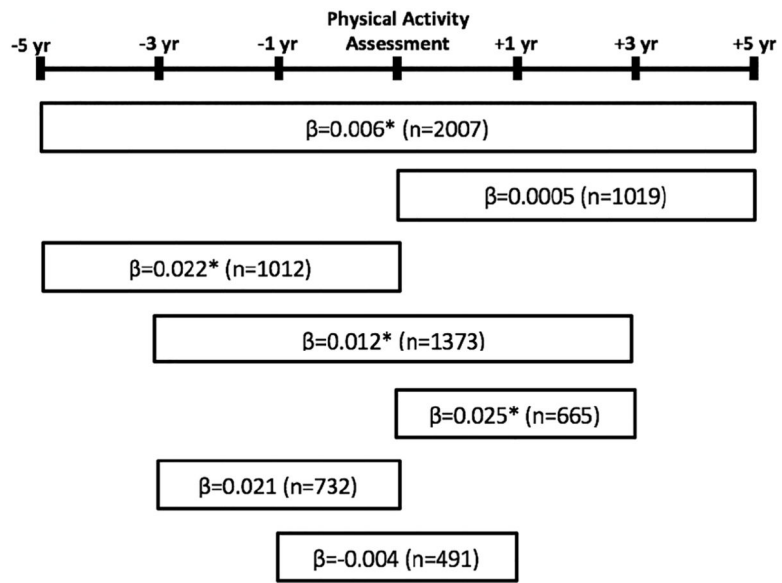 Physical Activity
Assessment
-5 yr -3 yr -1 yr +1 yr +3 yr +5 yr
β=0.006* (n=2007)
β=0.0005 (n=1019)
β=0.022* (n=1012)
β=0.012* (n=1373)
β=0.025* (n=665)
β=0.021 (n=732)
β=-0.004 (n=491)